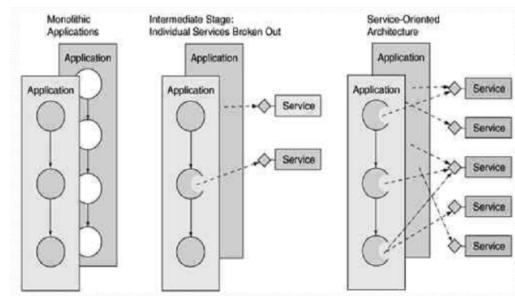 Monolithic
Applications
Application
Application
Intermediate Stage:
Individual Services Broken Out
Application
Application
Service
Service
Service-Oriented
Architecture
Application
Application
Service
Service
Service
Service
Service